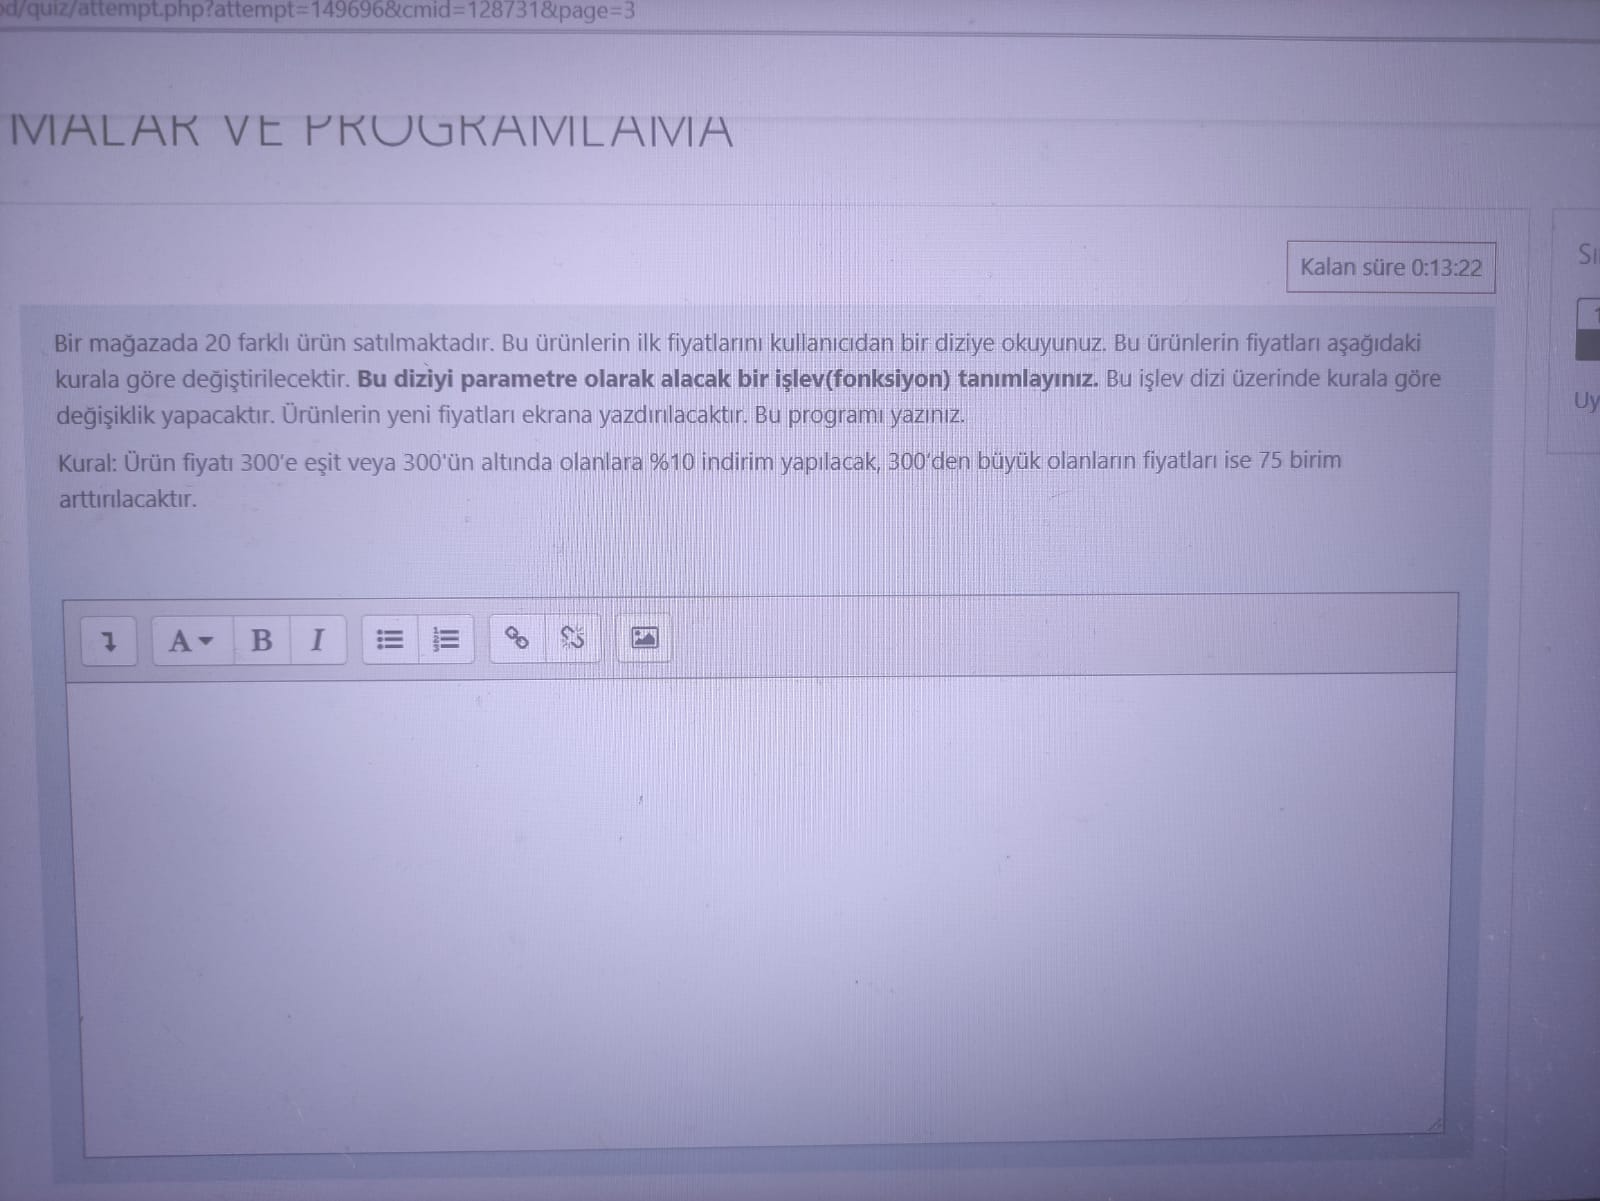 d/quiz/attempt.php?attempt=149696&cmid=128731&page=3
MALAR VE PROGRAMLAMA
Kalan süre 0:13:22
Bir mağazada 20 farklı ürün satılmaktadır. Bu ürünlerin ilk fiyatlarını kullanıcıdan bir diziye okuyunuz. Bu ürünlerin fiyatları aşağıdaki
kurala göre değiştirilecektir. Bu diziyi parametre olarak alacak bir işlev(fonksiyon) tanımlayınız. Bu işlev dizi üzerinde kurala göre
değişiklik yapacaktır. Ürünlerin yeni fiyatları ekrana yazdırılacaktır. Bu programı yazınız.
Kural: Ürün fiyatı 300'e eşit veya 300'ün altında olanlara %10 indirim yapılacak, 300'den büyük olanların fiyatları ise 75 birim
arttırılacaktır.
A B I
Uy